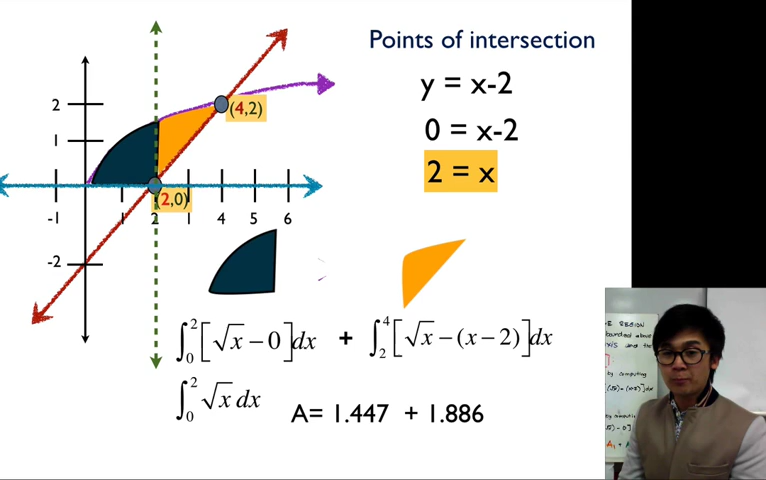 Points of intersection
y = x-2
0 = x-2
2 = x
2
1
-2
-1
1
2
3
4
5
6
(4,2)
(2,0)
∫₀²[√x − 0]dx + ∫₂⁴[√x − (x − 2)]dx
∫₀² √x dx
A= 1.447 + 1.886